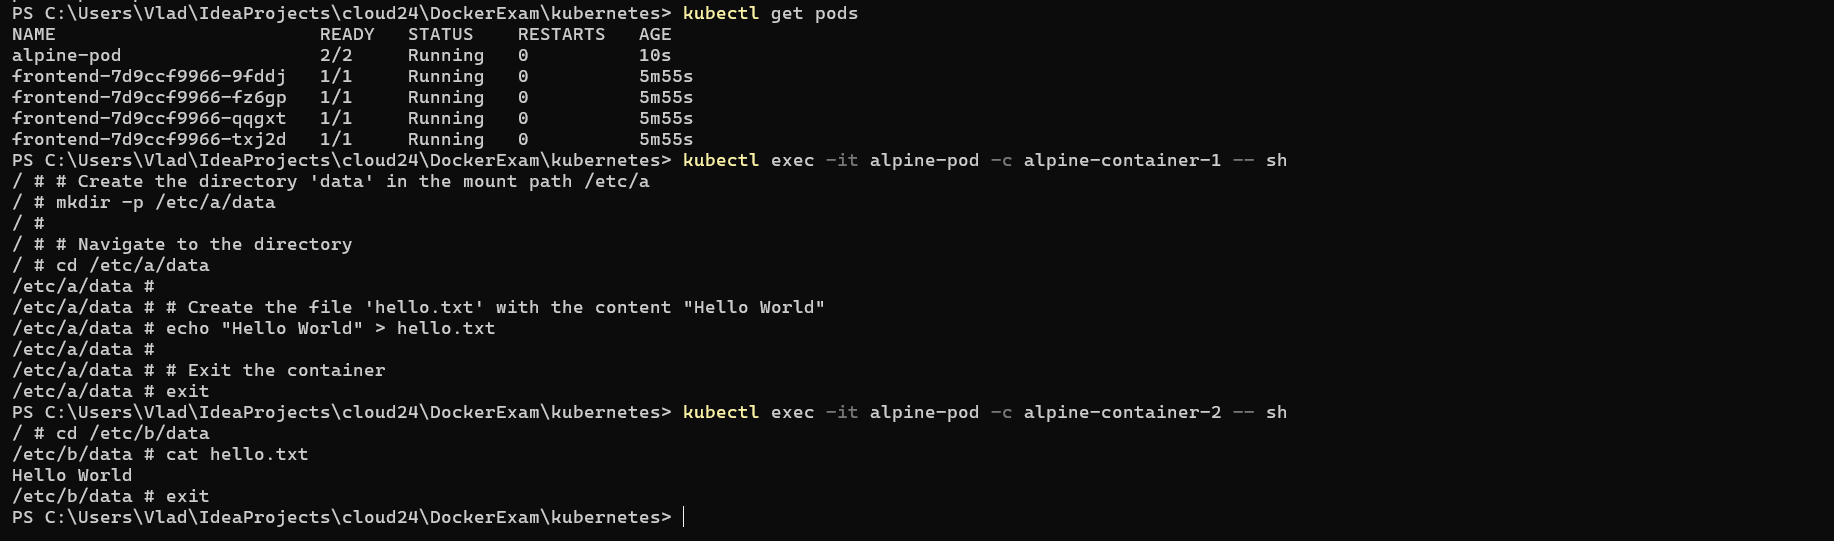 PS C:\Users\Vlad\IdeaProjects\cloud24\DockerExam\kubernetes> kubectl get pods
NAME                        READY   STATUS    RESTARTS   AGE
alpine-pod                  2/2     Running   0          10s
frontend-7d9ccf9966-9fddj   1/1     Running   0          5m55s
frontend-7d9ccf9966-fz6gp   1/1     Running   0          5m55s
frontend-7d9ccf9966-qqgxt   1/1     Running   0          5m55s
frontend-7d9ccf9966-txj2d   1/1     Running   0          5m55s
PS C:\Users\Vlad\IdeaProjects\cloud24\DockerExam\kubernetes> kubectl exec -it alpine-pod -c alpine-container-1 -- sh
/ # # Create the directory 'data' in the mount path /etc/a
/ # mkdir -p /etc/a/data
/ #
/ # # Navigate to the directory
/ # cd /etc/a/data
/etc/a/data #
/etc/a/data # # Create the file 'hello.txt' with the content "Hello World"
/etc/a/data # echo "Hello World" > hello.txt
/etc/a/data #
/etc/a/data # # Exit the container
/etc/a/data # exit
PS C:\Users\Vlad\IdeaProjects\cloud24\DockerExam\kubernetes> kubectl exec -it alpine-pod -c alpine-container-2 -- sh
/ # cd /etc/b/data
/etc/b/data # cat hello.txt
Hello World
/etc/b/data # exit
PS C:\Users\Vlad\IdeaProjects\cloud24\DockerExam\kubernetes>